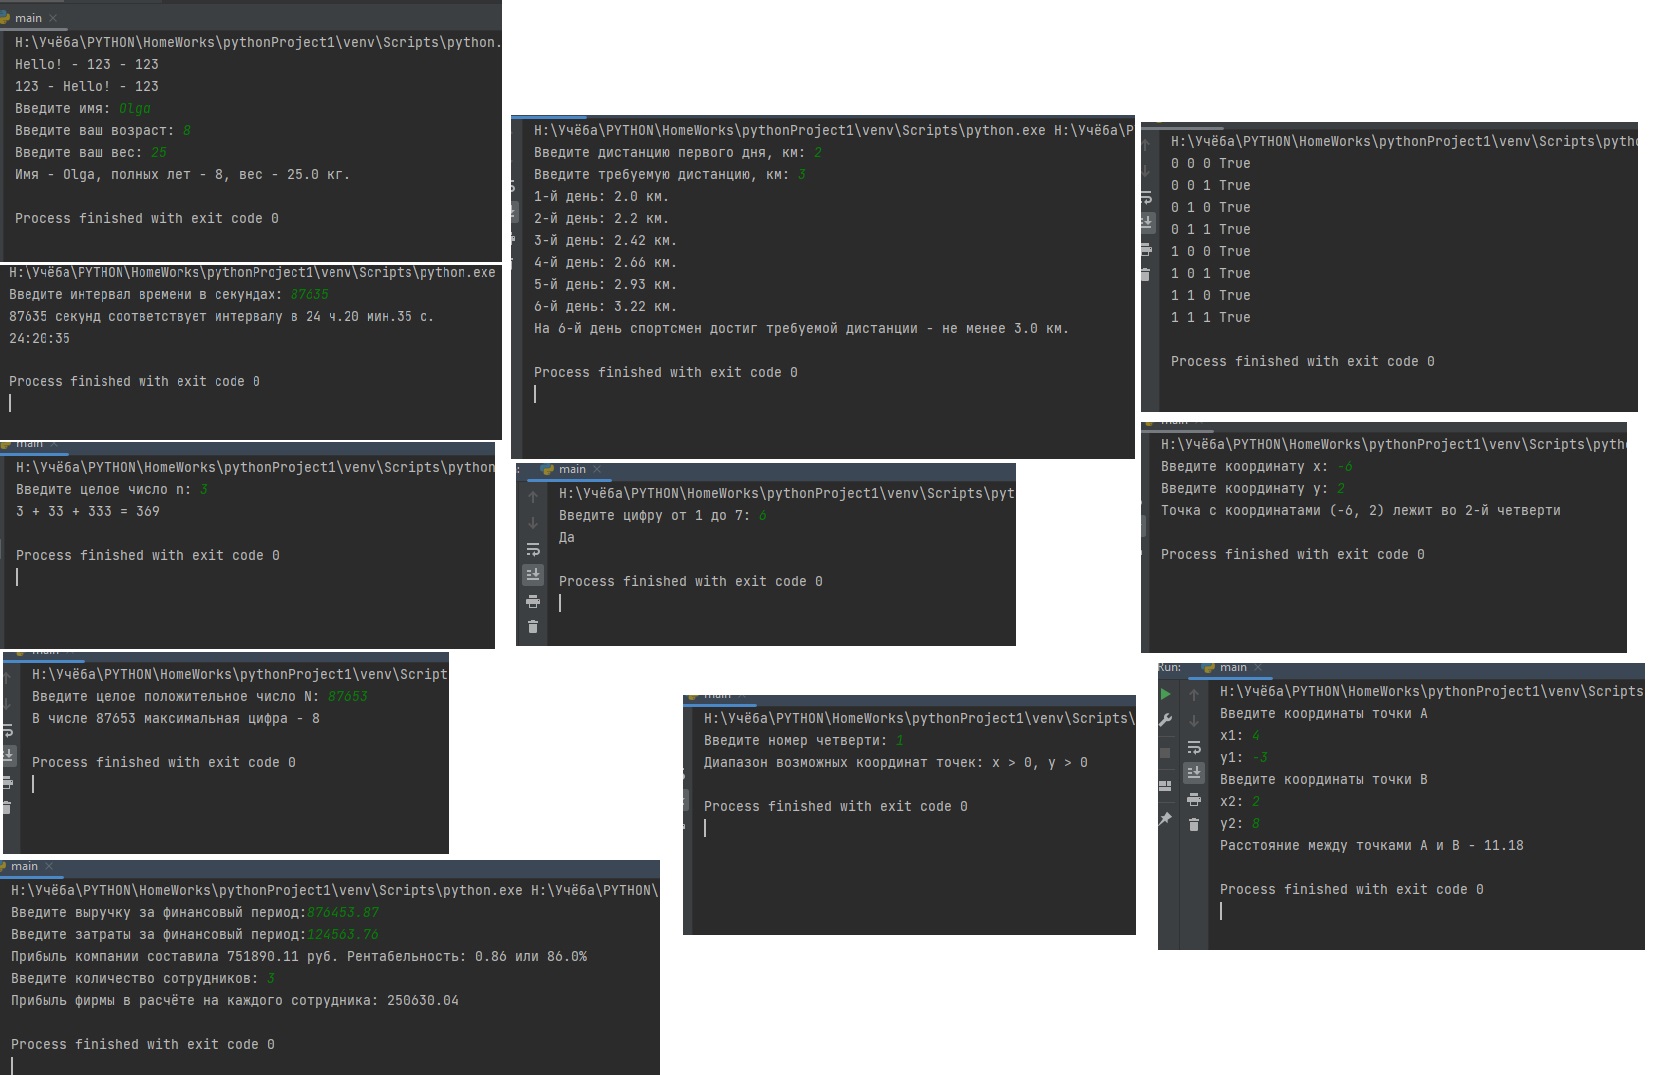 main
H:\Учёба\PYTHON\HomeWorks\pythonProject1\venv\Scripts\python.
Hello! - 123 - 123
123 - Hello! - 123
Введите имя: Olga
Введите ваш возраст: 8
Введите ваш вес: 25
Имя - Olga, полных лет - 8, вес - 25.0 кг.
Process finished with exit code 0
H:\Учёба\PYTHON\HomeWorks\pythonProject1\venv\Scripts\python.exe
Введите интервал времени в секундах: 87635
87635 секунд соответствует интервалу в 24 ч.20 мин.35 с.
24:20:35
Process finished with exit code 0
main
H:\Учёба\PYTHON\HomeWorks\pythonProject1\venv\Scripts\python
Введите целое число n: 3
3 + 33 + 333 = 369
Process finished with exit code 0
main
H:\Учёба\PYTHON\HomeWorks\pythonProject1\venv\Script
Введите целое положительное число N: 87653
В числе 87653 максимальная цифра - 8
Process finished with exit code 0
main
H:\Учёба\PYTHON\HomeWorks\pythonProject1\venv\Scripts\python.exe H:\Учёба\PYTHON\
Введите выручку за финансовый период:876453.87
Введите затраты за финансовый период:124563.76
Прибыль компании составила 751890.11 руб. Рентабельность: 0.86 или 86.0%
Введите количество сотрудников: 3
Прибыль фирмы в расчёте на каждого сотрудника: 250630.04
Process finished with exit code 0
H:\Учёба\PYTHON\HomeWorks\pythonProject1\venv\Scripts\python.exe H:\Учёба\P
Введите дистанцию первого дня, км: 2
Введите требуемую дистанцию, км: 3
1-й день: 2.0 км.
2-й день: 2.2 км.
3-й день: 2.42 км.
4-й день: 2.66 км.
5-й день: 2.93 км.
6-й день: 3.22 км.
На 6-й день спортсмен достиг требуемой дистанции - не менее 3.0 км.
Process finished with exit code 0
main
H:\Учёба\PYTHON\HomeWorks\pythonProject1\venv\Scripts\pyt
Введите цифру от 1 до 7: 6
Да
Process finished with exit code 0
main
H:\Учёба\PYTHON\HomeWorks\pythonProject1\venv\Scripts\
Введите номер четверти: 1
Диапазон возможных координат точек: x > 0, y > 0
Process finished with exit code 0
H:\Учёба\PYTHON\HomeWorks\pythonProject1\venv\Scripts\pytho
0 0 0 True
0 0 1 True
0 1 0 True
0 1 1 True
1 0 0 True
1 0 1 True
1 1 0 True
1 1 1 True
Process finished with exit code 0
main
H:\Учёба\PYTHON\HomeWorks\pythonProject1\venv\Scripts\pyth
Введите координату x: -6
Введите координату y: 2
Точка с координатами (-6, 2) лежит во 2-й четверти
Process finished with exit code 0
Run: main
H:\Учёба\PYTHON\HomeWorks\pythonProject1\venv\Scripts
Введите координаты точки A
x1: 4
y1: -3
Введите координаты точки B
x2: 2
y2: 8
Расстояние между точками A и B - 11.18
Process finished with exit code 0